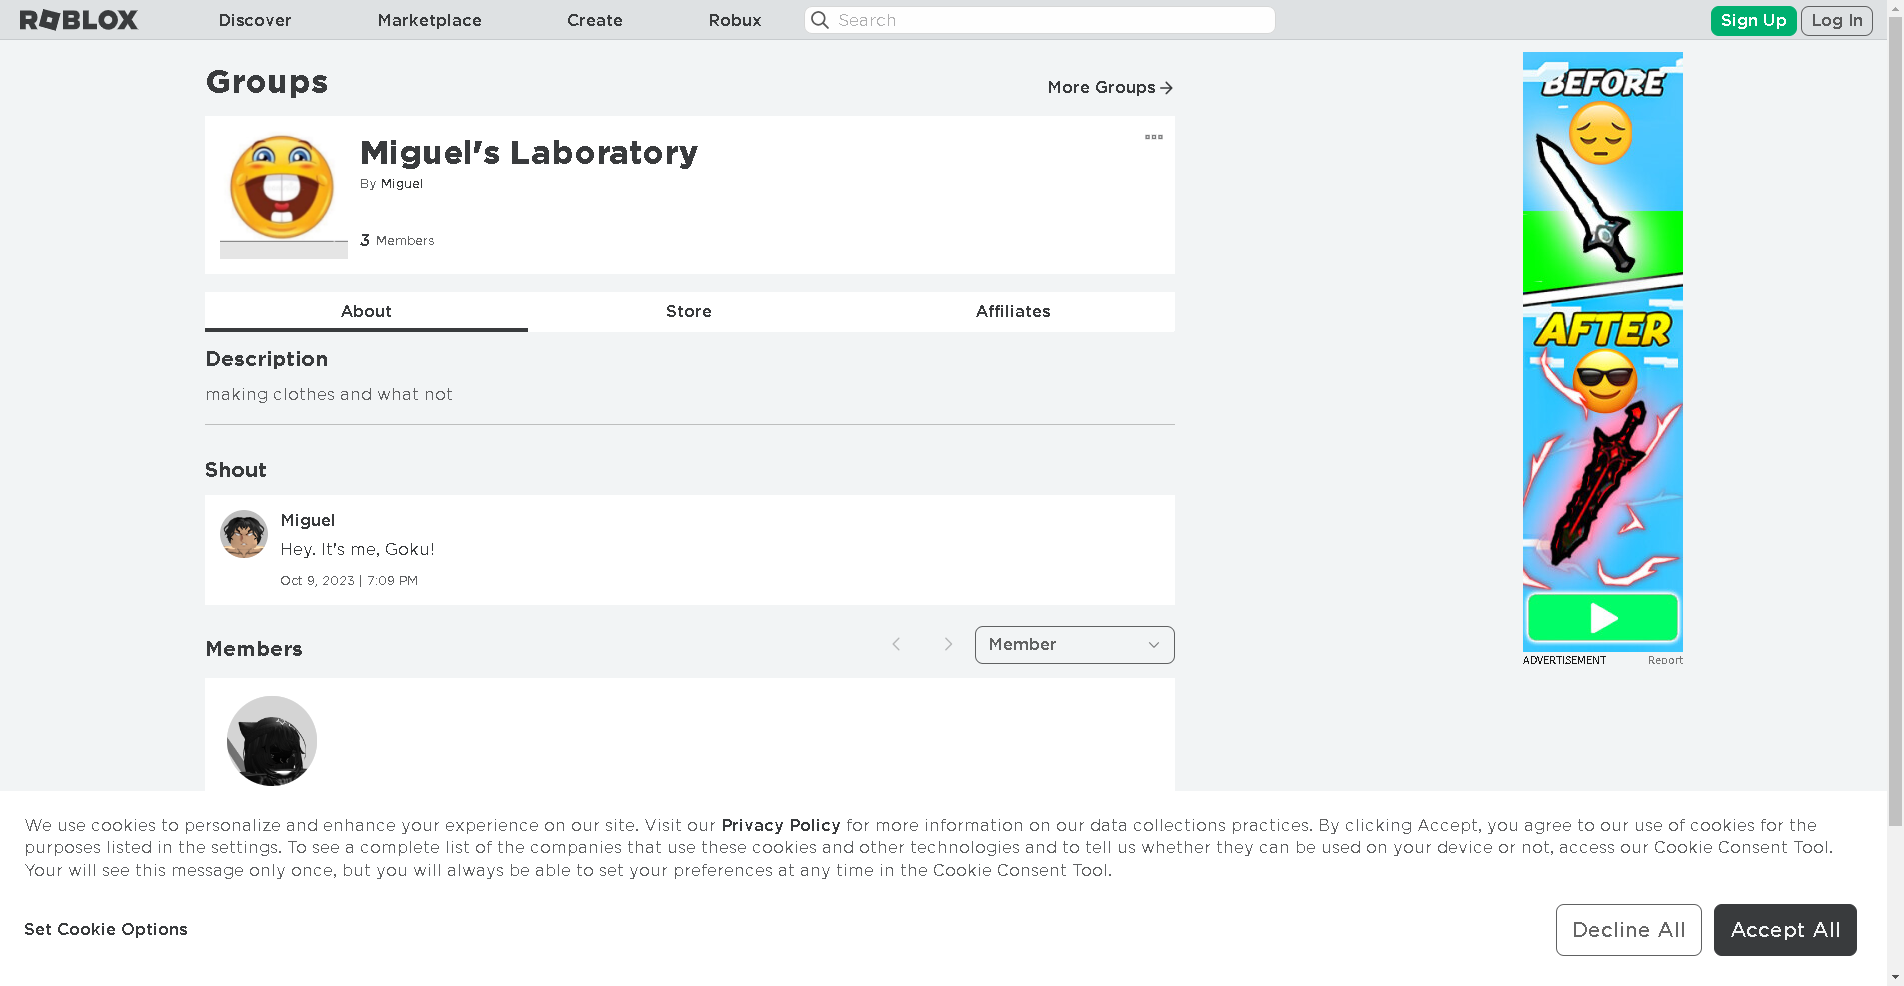 ROBLOX
Discover
Marketplace
Create
Robux
Search
Sign Up
Log In
Groups
More Groups
Miguel's Laboratory
By Miguel
3 Members
About
Store
Affiliates
Description
making clothes and what not
Shout
Miguel
Hey. It's me, Goku!
Oct 9, 2023 | 7:09 PM
Members
Member
BEFORE
AFTER
ADVERTISEMENT
Report
We use cookies to personalize and enhance your experience on our site. Visit our Privacy Policy for more information on our data collections practices. By clicking Accept, you agree to our use of cookies for the
purposes listed in the settings. To see a complete list of the companies that use these cookies and other technologies and to tell us whether they can be used on your device or not, access our Cookie Consent Tool.
Your will see this message only once, but you will always be able to set your preferences at any time in the Cookie Consent Tool.
Set Cookie Options
Decline All
Accept All